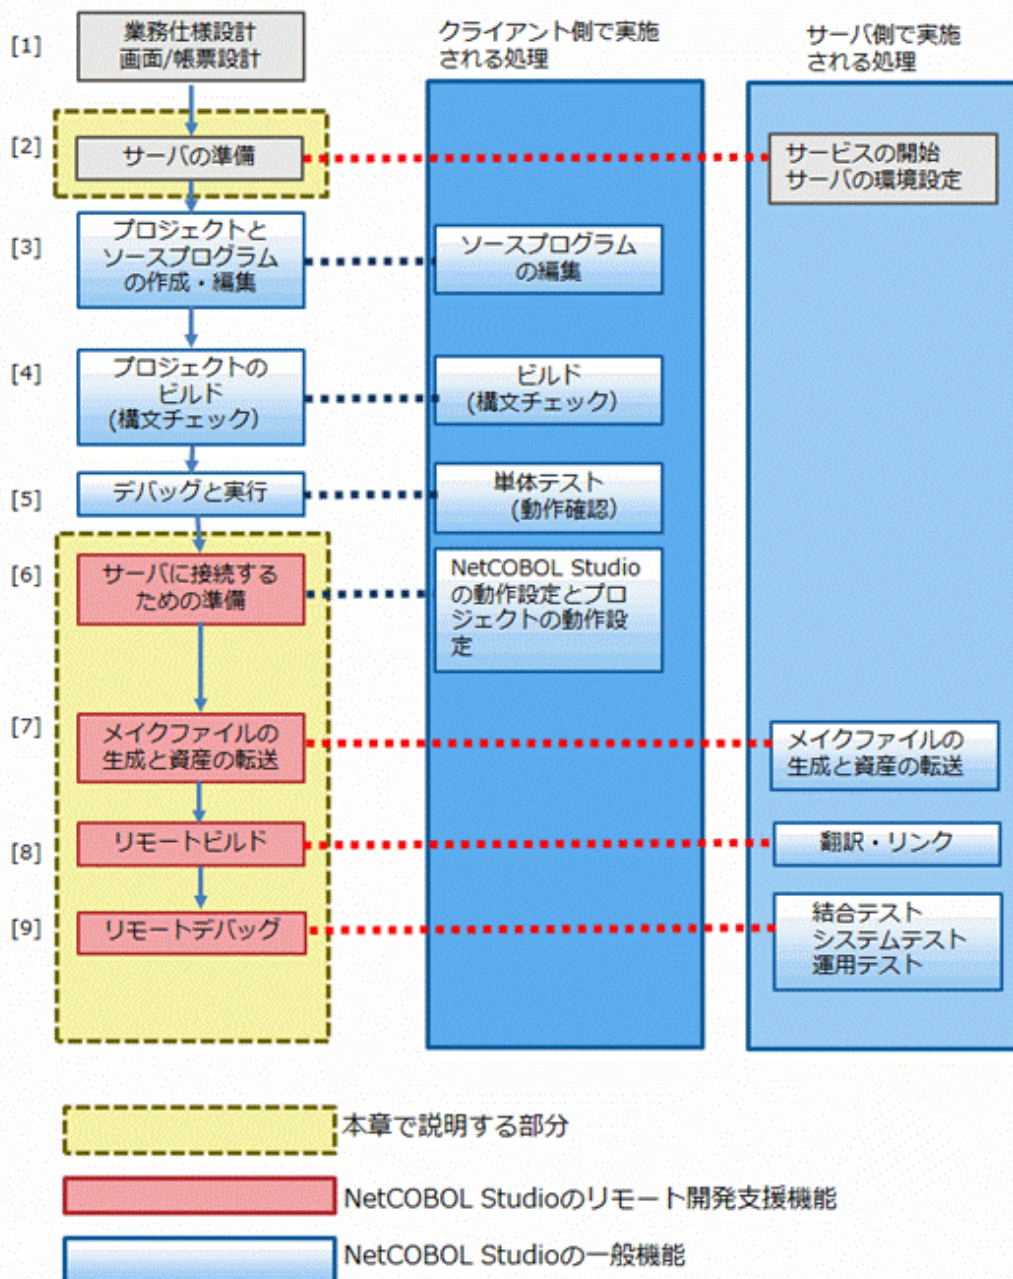 クライアント側で実施
される処理
サーバ側で実施
される処理
[1]
業務仕様設計
画面/帳票設計
[2]
サーバの準備
サービスの開始
サーバの環境設定
[3]
プロジェクトと
ソースプログラム
の作成・編集
ソースプログラム
の編集
[4]
プロジェクトの
ビルド
(構文チェック)
ビルド
(構文チェック)
[5]
デバッグと実行
単体テスト
(動作確認)
[6]
サーバに接続する
ための準備
NetCOBOL Studio
の動作設定とプロ
ジェクトの動作設
定
[7]
メイクファイルの
生成と資産の転送
メイクファイルの
生成と資産の転送
[8]
リモートビルド
翻訳・リンク
[9]
リモートデバッグ
結合テスト
システムテスト
運用テスト
本章で説明する部分
NetCOBOL Studioのリモート開発支援機能
NetCOBOL Studioの一般機能